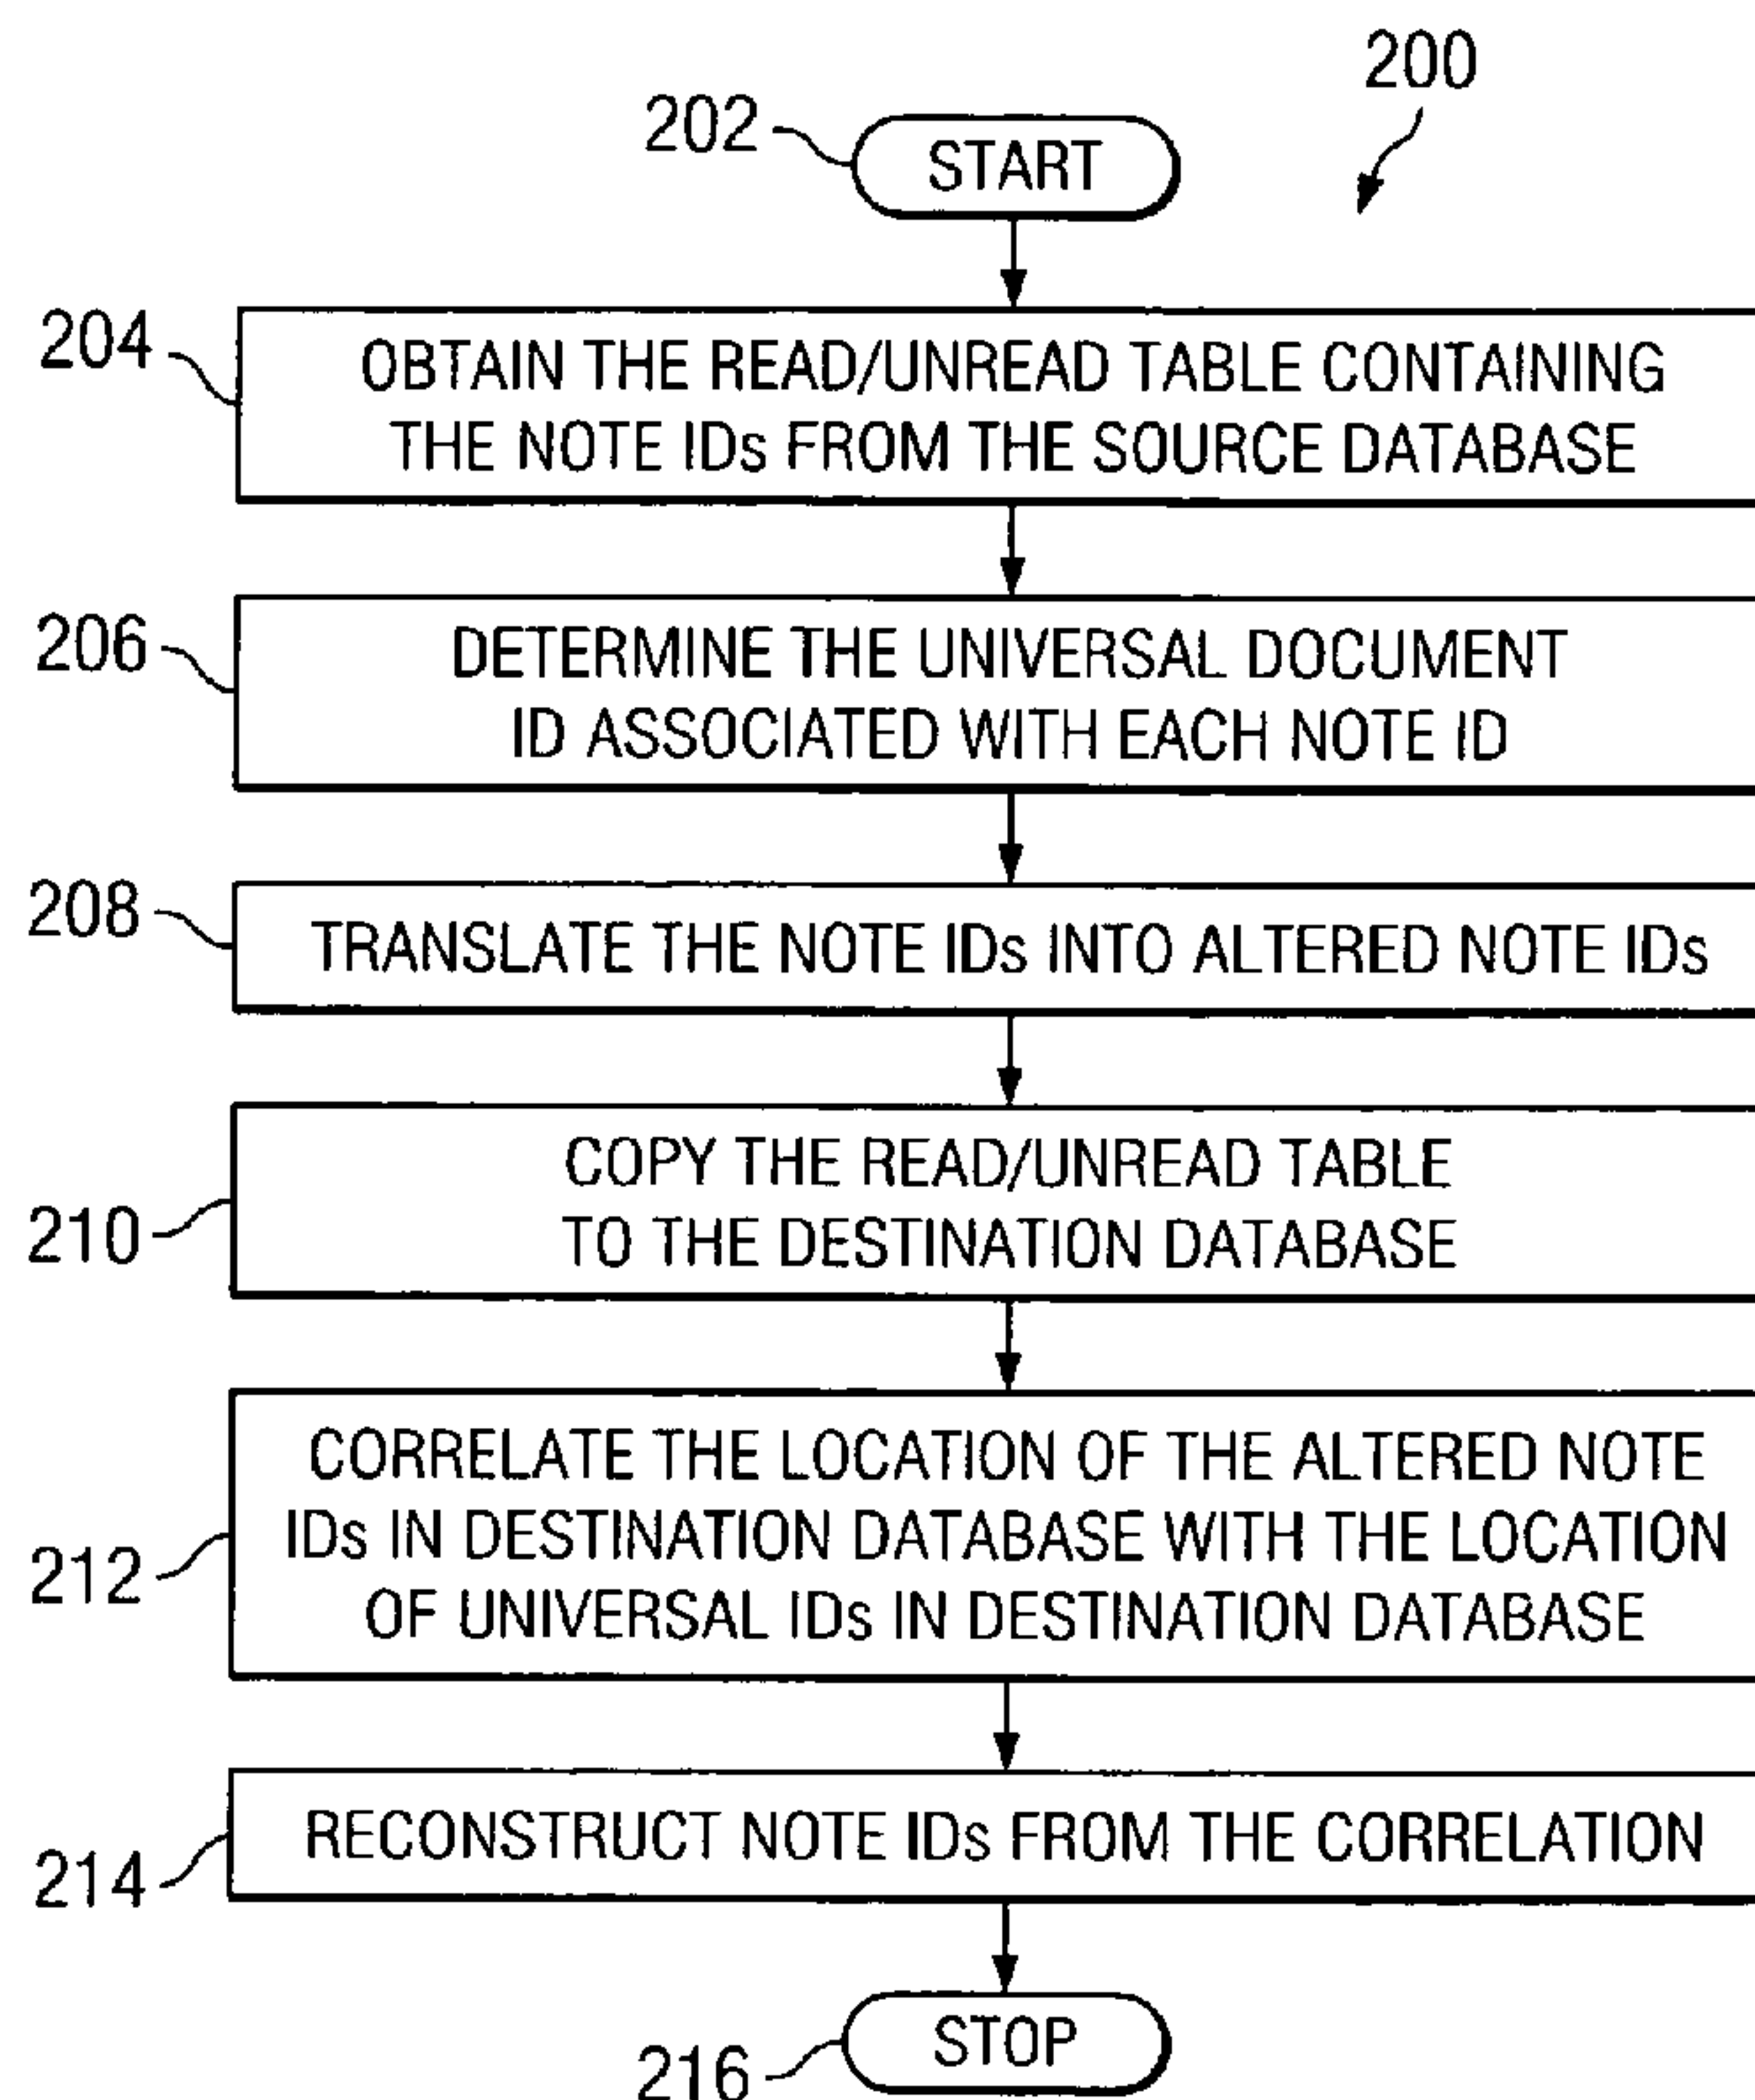 200
202
START
204
OBTAIN THE READ/UNREAD TABLE CONTAINING
THE NOTE IDs FROM THE SOURCE DATABASE
206
DETERMINE THE UNIVERSAL DOCUMENT
ID ASSOCIATED WITH EACH NOTE ID
208
TRANSLATE THE NOTE IDs INTO ALTERED NOTE IDs
210
COPY THE READ/UNREAD TABLE
TO THE DESTINATION DATABASE
212
CORRELATE THE LOCATION OF THE ALTERED NOTE
IDs IN DESTINATION DATABASE WITH THE LOCATION
OF UNIVERSAL IDs IN DESTINATION DATABASE
214
RECONSTRUCT NOTE IDs FROM THE CORRELATION
216
STOP